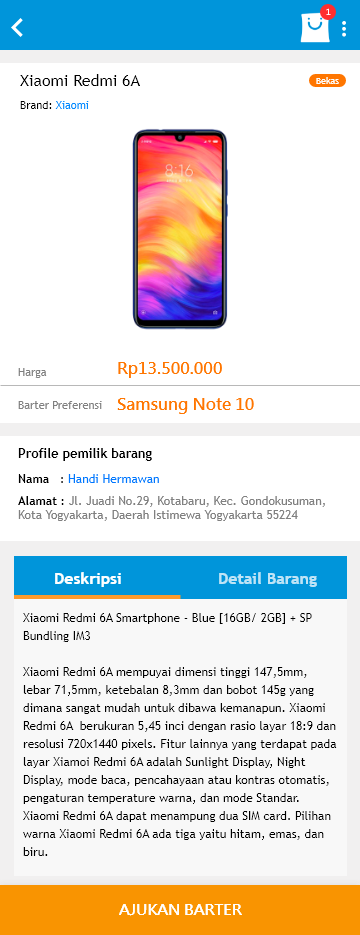 1
Xiaomi Redmi 6A
Bekas
Brand: Xiaomi
8:16
Harga
Rp13.500.000
Barter Preferensi
Samsung Note 10
Profile pemilik barang
Nama : Handi Hermawan
Alamat : Jl. Juadi No.29, Kotabaru, Kec. Gondokusuman,
Kota Yogyakarta, Daerah Istimewa Yogyakarta 55224
Deskripsi
Detail Barang
Xiaomi Redmi 6A Smartphone - Blue [16GB/ 2GB] + SP
Bundling IM3
Xiaomi Redmi 6A mempuyai dimensi tinggi 147,5mm,
lebar 71,5mm, ketebalan 8,3mm dan bobot 145g yang
dimana sangat mudah untuk dibawa kemanapun. Xiaomi
Redmi 6A  berukuran 5,45 inci dengan rasio layar 18:9 dan
resolusi 720x1440 pixels. Fitur lainnya yang terdapat pada
layar Xiamoi Redmi 6A adalah Sunlight Display, Night
Display, mode baca, pencahayaan atau kontras otomatis,
pengaturan temperature warna, dan mode Standar.
Xiaomi Redmi 6A dapat menampung dua SIM card. Pilihan
warna Xiaomi Redmi 6A ada tiga yaitu hitam, emas, dan
biru.
AJUKAN BARTER